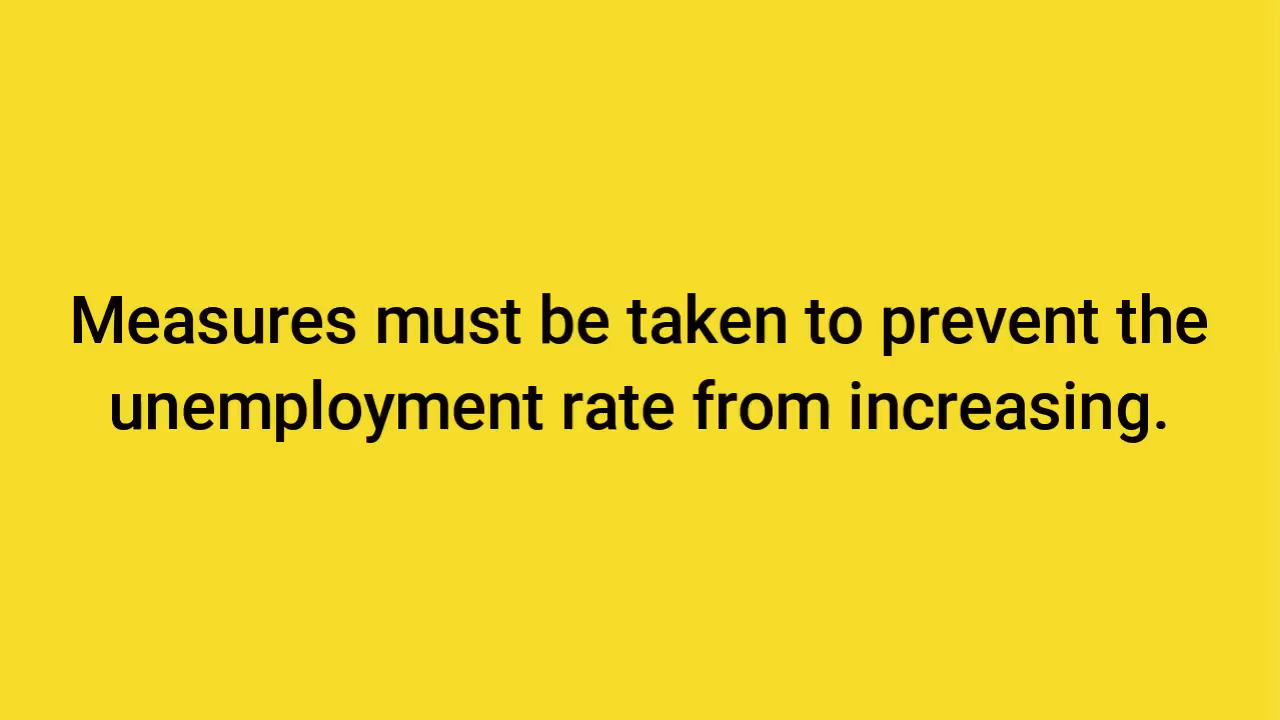 Measures must be taken to prevent the
unemployment rate from increasing.